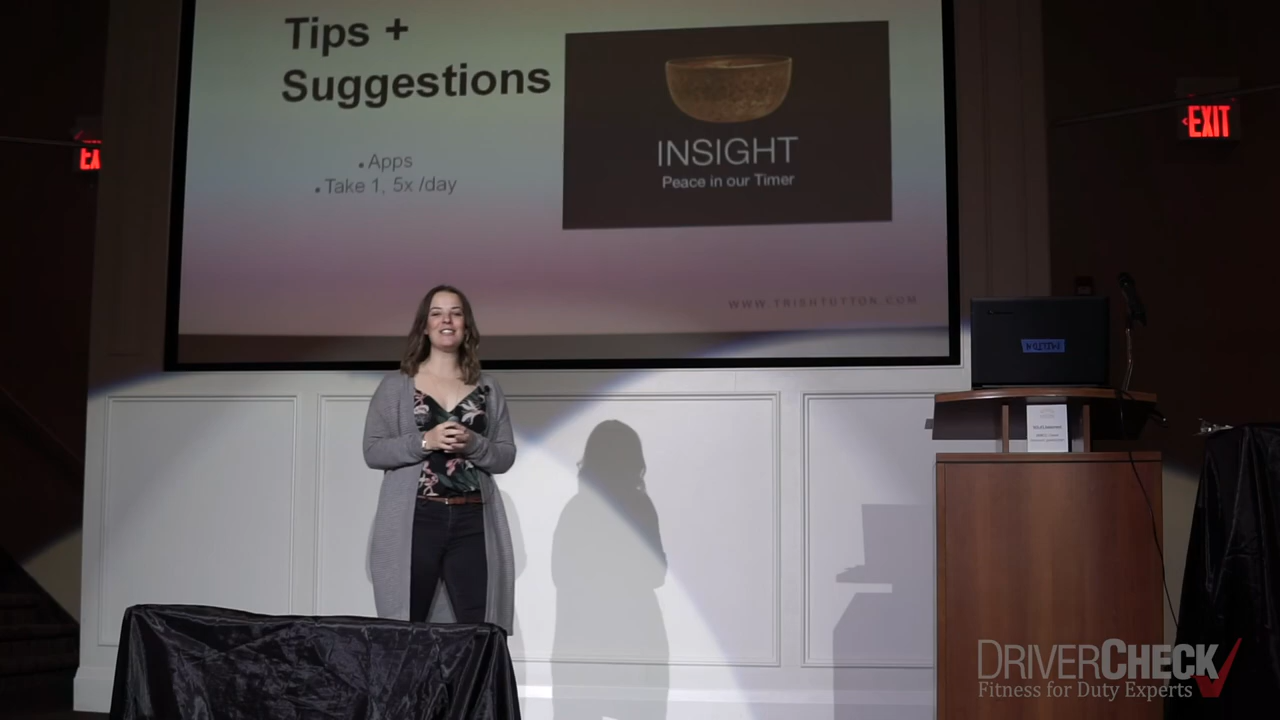 Tips +
Suggestions
• Apps
• Take 1, 5x /day
INSIGHT
Peace in our Timer
WWW.TRISHTUTTON.COM
EXIT
EX
DRIVERCHECK
Fitness for Duty Experts